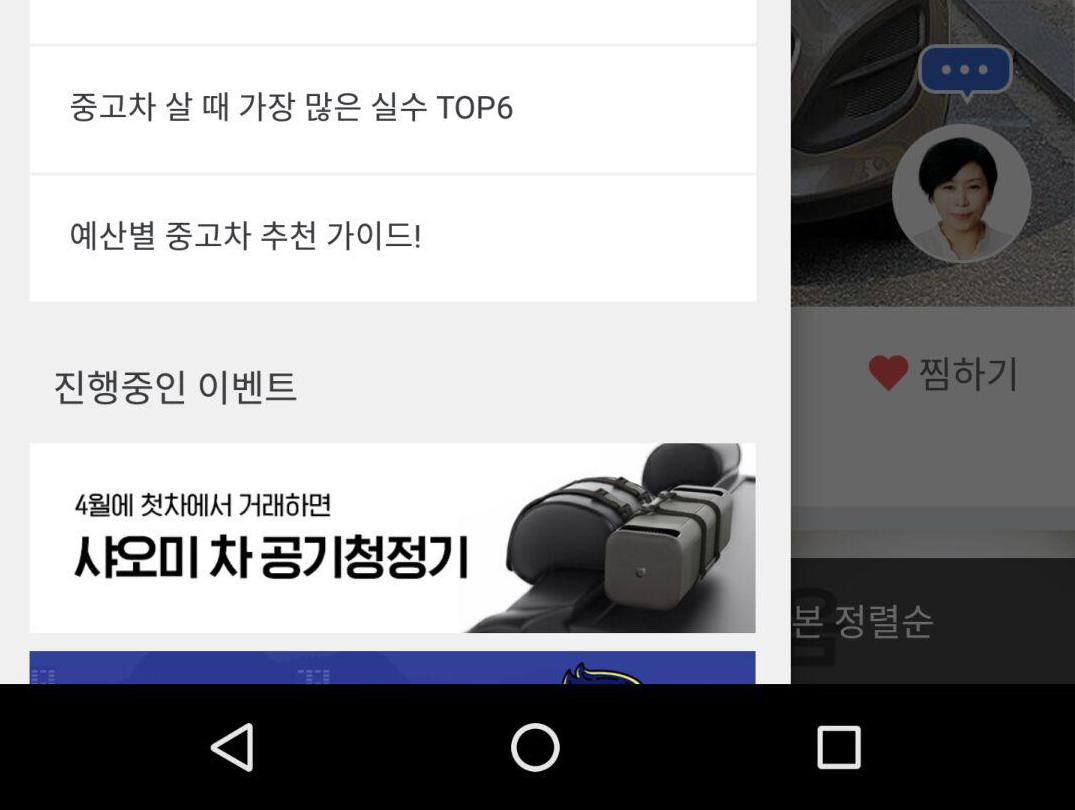 중고차 살 때 가장 많은 실수 TOP6
예산별 중고차 추천 가이드!
진행중인 이벤트
4월에 첫차에서 거래하면
샤오미 차 공기청정기
찜하기
본 정렬순